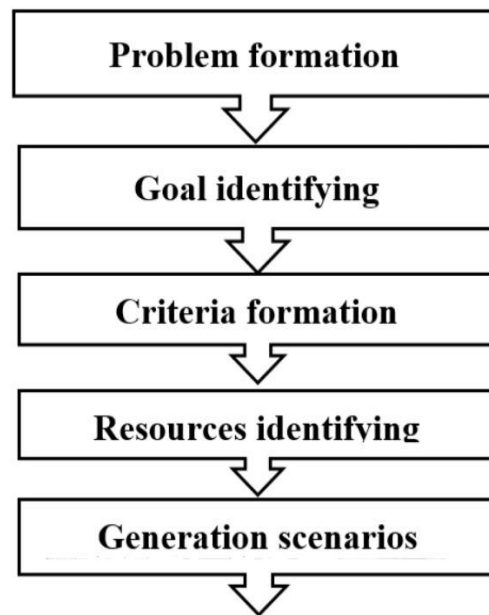 Problem formation
Goal identifying
Criteria formation
Resources identifying
Generation scenarios